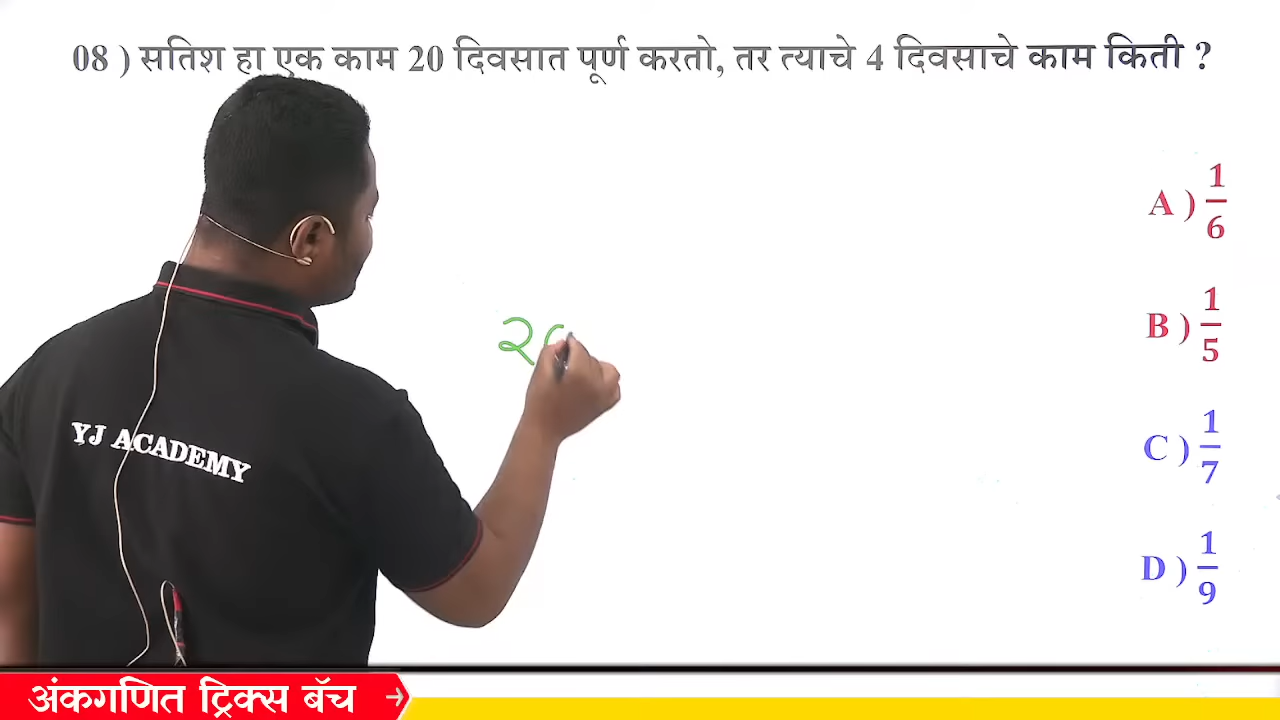 08 ) सतिश हा एक काम 20 दिवसात पूर्ण करतो, तर त्याचे 4 दिवसाचे काम किती ?
A ) 1/6
B ) 1/5
२०
YJ ACADEMY
C ) 1/7
D ) 1/9
अंकगणित ट्रिक्स बॅच